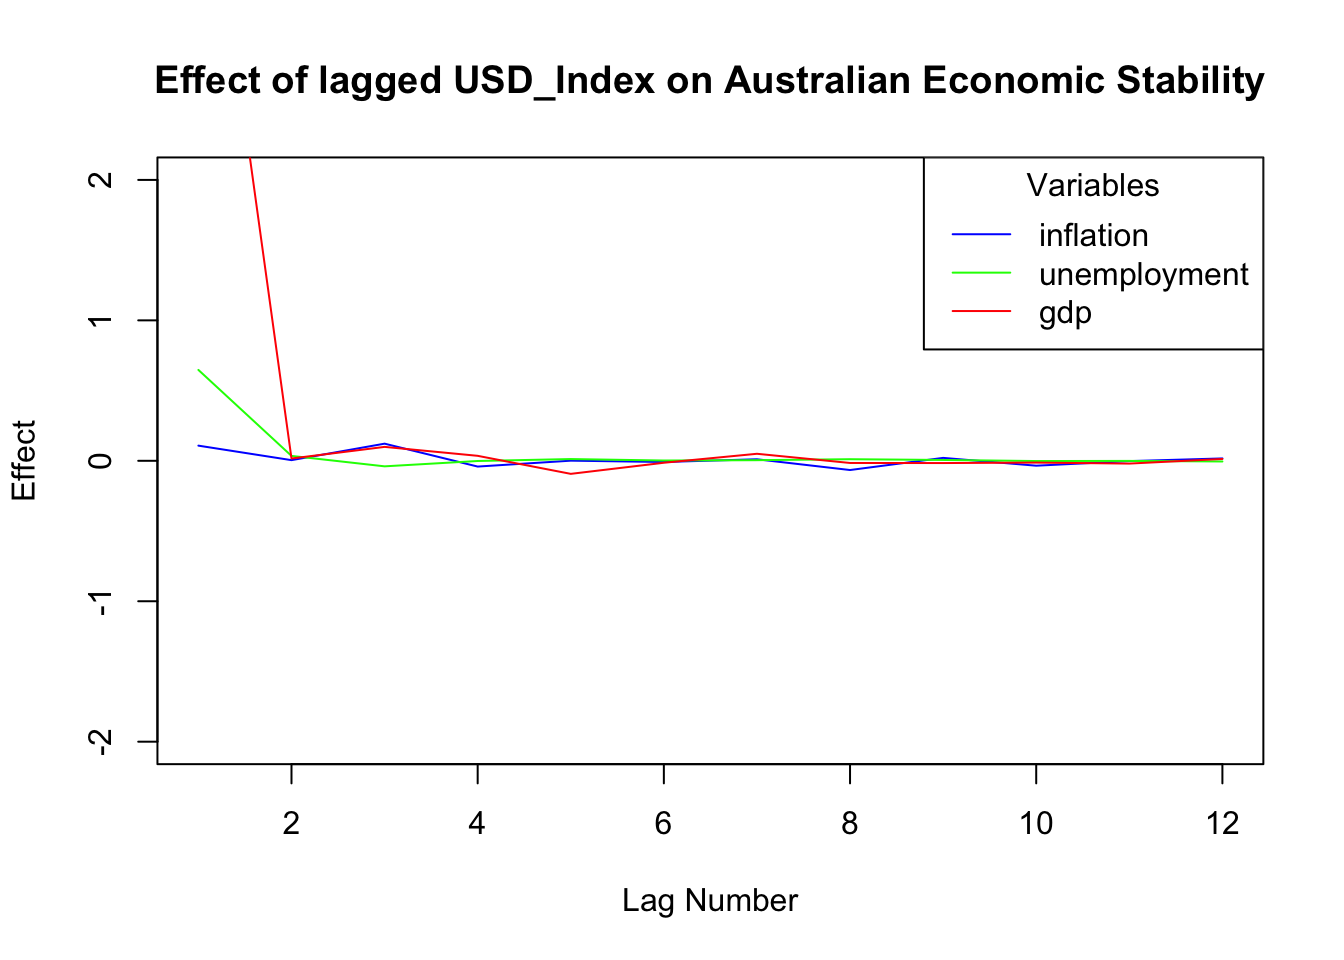 Effect of lagged USD_Index on Australian Economic Stability
Variables
inflation
unemployment
gdp
Effect
2
1
0
-1
-2
2 4 6 8 10 12
Lag Number